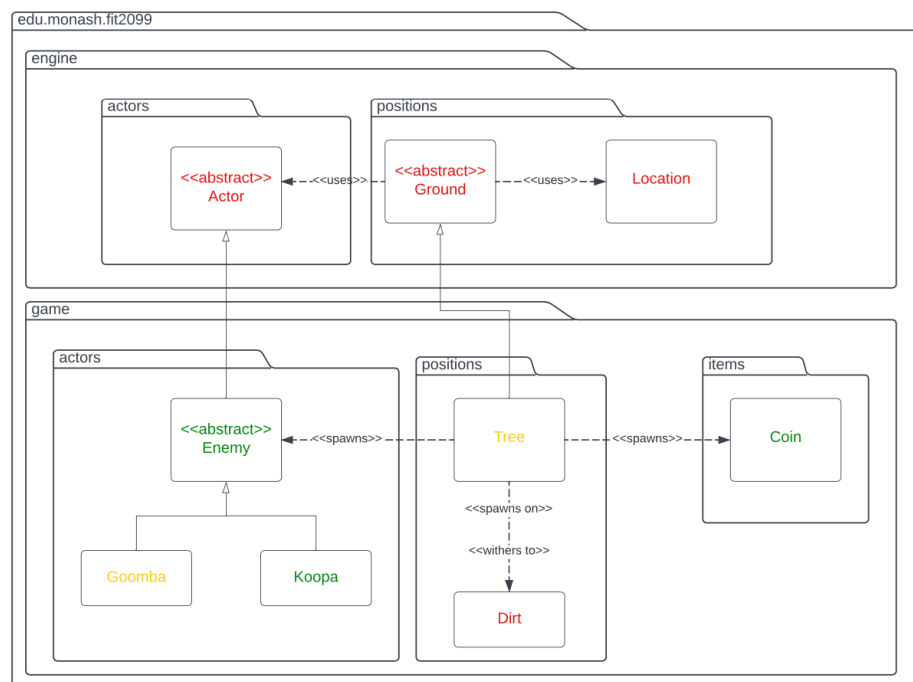 edu.monash.fit2099
engine
actors
positions
<<abstract>>
Actor
<<uses>>
<<abstract>>
Ground
<<uses>>
Location
game
actors
positions
items
<<abstract>>
Enemy
<<spawns>>
Tree
<<spawns>>
Coin
<<spawns on>>
<<withers to>>
Goomba
Koopa
Dirt